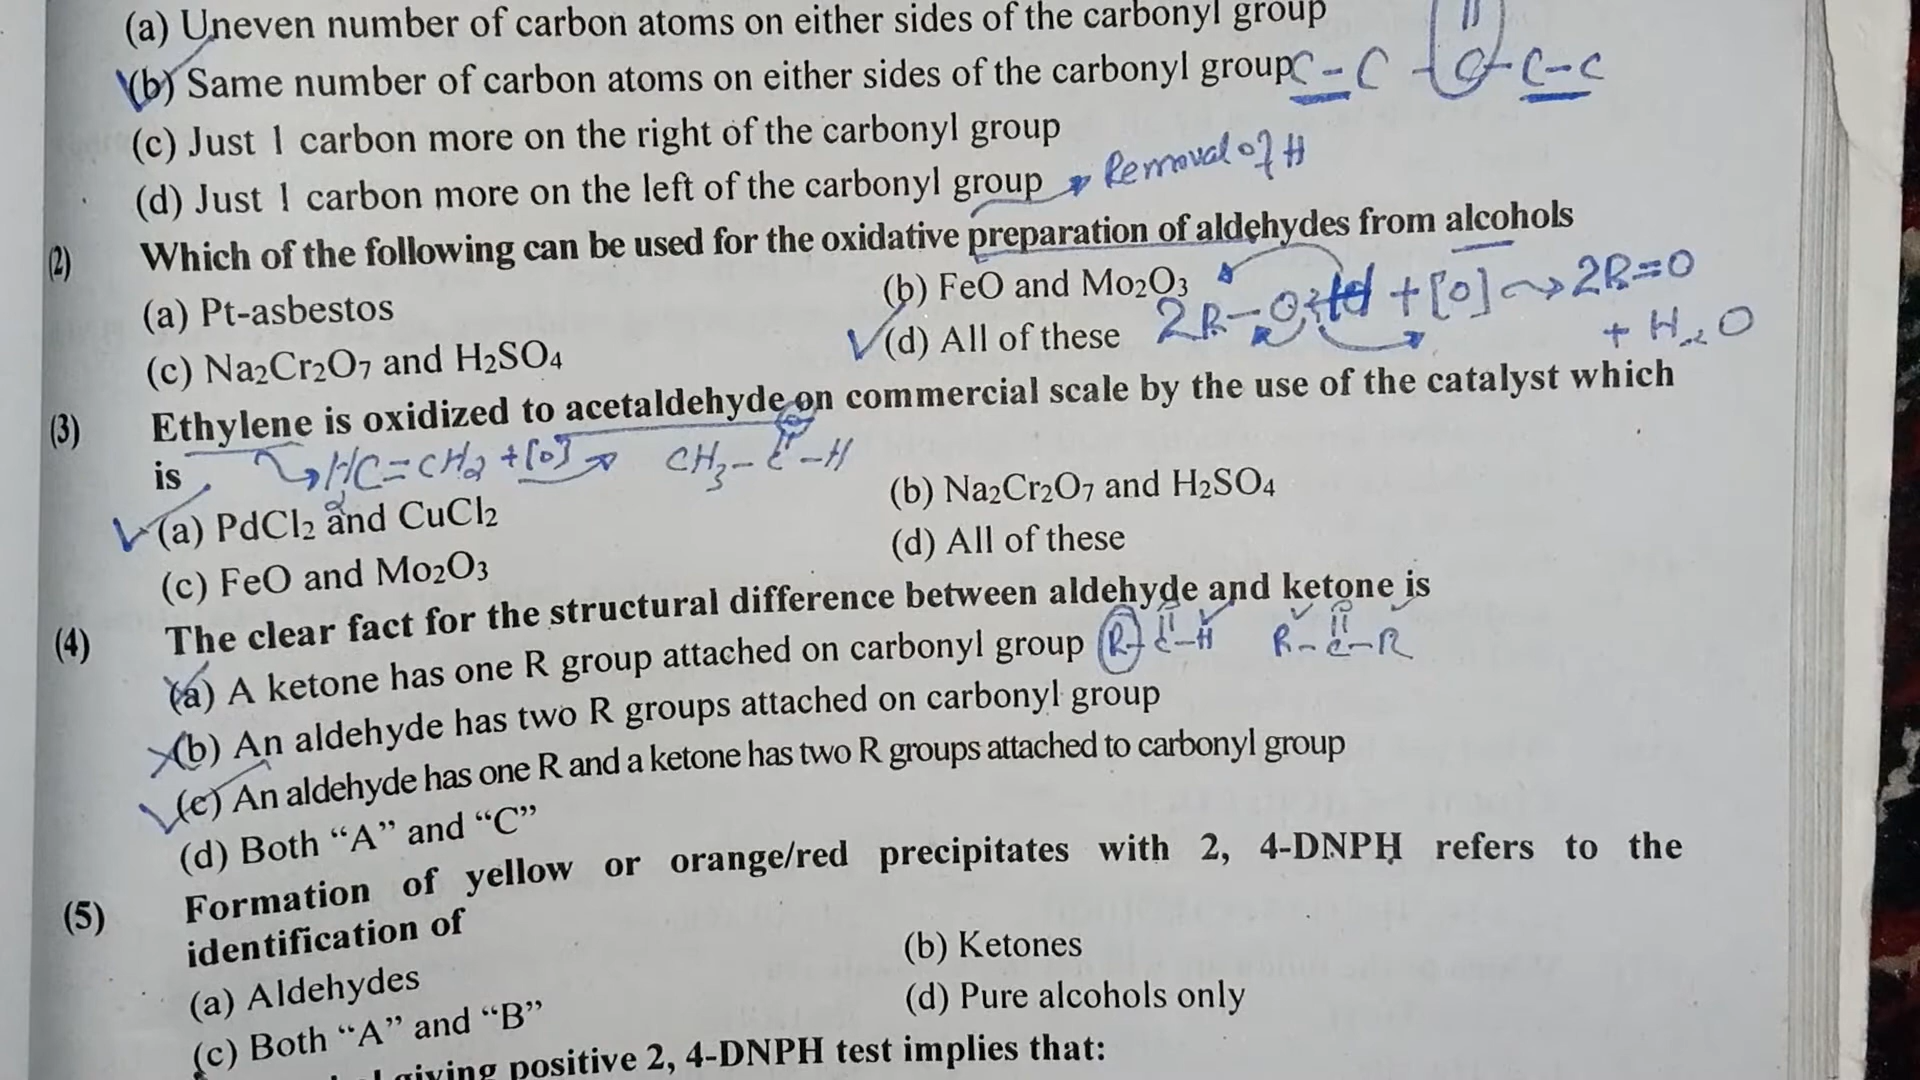 (a) Uneven number of carbon atoms on either sides of the carbonyl group
(b) Same number of carbon atoms on either sides of the carbonyl group C-C-C-C-C
(c) Just 1 carbon more on the right of the carbonyl group
(d) Just 1 carbon more on the left of the carbonyl group Removal of H
(2) Which of the following can be used for the oxidative preparation of aldehydes from alcohols
(a) Pt-asbestos (b) FeO and Mo₂O₃
(c) Na₂Cr₂O₇ and H₂SO₄ (d) All of these
+[O] → 2R=O
+ H₂O
(3) Ethylene is oxidized to acetaldehyde on commercial scale by the use of the catalyst which
is
HC=CH₂ +[O] → CH₃-C-H
(a) PdCl₂ and CuCl₂ (b) Na₂Cr₂O₇ and H₂SO₄
(c) FeO and Mo₂O₃ (d) All of these
(4) The clear fact for the structural difference between aldehyde and ketone is
(a) A ketone has one R group attached on carbonyl group R-C-H R-C-R
(b) An aldehyde has two R groups attached on carbonyl group
(c) An aldehyde has one R and a ketone has two R groups attached to carbonyl group
(d) Both “A” and “C”
(5) Formation of yellow or orange/red precipitates with 2, 4-DNPH refers to the
identification of
(a) Aldehydes (b) Ketones
(c) Both “A” and “B” (d) Pure alcohols only
giving positive 2, 4-DNPH test implies that: